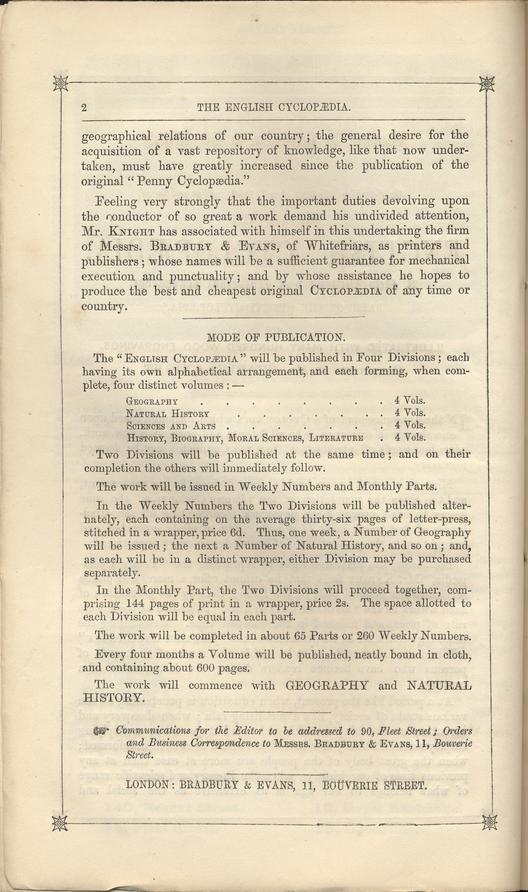 2 THE ENGLISH CYCLOPÆDIA.
geographical relations of our country; the general desire for the
acquisition of a vast repository of knowledge, like that now under-
taken, must have greatly increased since the publication of the
original "Penny Cyclopædia."
Feeling very strongly that the important duties devolving upon
the conductor of so great a work demand his undivided attention,
Mr. KNIGHT has associated with himself in this undertaking the firm
of Messrs. BRADBURY & EVANS, of Whitefriars, as printers and
publishers; whose names will be a sufficient guarantee for mechanical
execution and punctuality; and by whose assistance he hopes to
produce the best and cheapest original CYCLOPÆDIA of any time or
country.
MODE OF PUBLICATION.
The "ENGLISH CYCLOPÆDIA" will be published in Four Divisions; each
having its own alphabetical arrangement, and each forming, when com-
plete, four distinct volumes:—
GEOGRAPHY . . . . . . . . 4 Vols.
NATURAL HISTORY . . . . . . . 4 Vols.
SCIENCES AND ARTS . . . . . . . 4 Vols.
HISTORY, BIOGRAPHY, MORAL SCIENCES, LITERATURE . 4 Vols.
Two Divisions will be published at the same time; and on their
completion the others will immediately follow.
The work will be issued in Weekly Numbers and Monthly Parts.
In the Weekly Numbers the Two Divisions will be published alter-
nately, each containing on the average thirty-six pages of letter-press,
stitched in a wrapper, price 6d. Thus, one week, a Number of Geography
will be issued; the next a Number of Natural History, and so on; and,
as each will be in a distinct wrapper, either Division may be purchased
separately.
In the Monthly Part, the Two Divisions will proceed together, com-
prising 144 pages of print in a wrapper, price 2s. The space allotted to
each Division will be equal in each part.
The work will be completed in about 65 Parts or 260 Weekly Numbers.
Every four months a Volume will be published, neatly bound in cloth,
and containing about 600 pages.
The work will commence with GEOGRAPHY and NATURAL
HISTORY.
☞ Communications for the Editor to be addressed to 90, Fleet Street; Orders
and Business Correspondence to MESSRS. BRADBURY & EVANS, 11, Bouverie
Street.
LONDON: BRADBURY & EVANS, 11, BOUVERIE STREET.